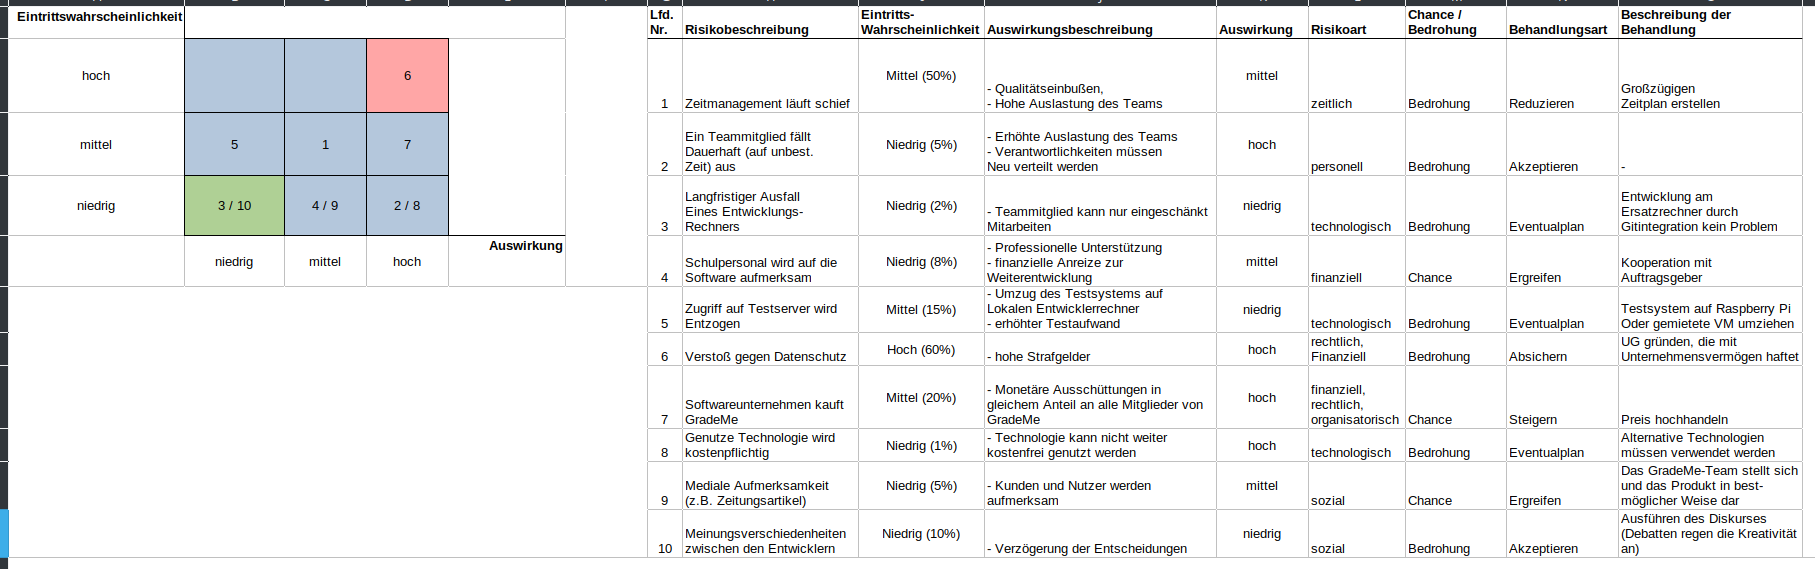 Eintrittswahrscheinlichkeit
hoch
6
mittel
5 1 7
niedrig
3 / 10 4 / 9 2 / 8
Auswirkung
niedrig mittel hoch
Lfd.
Nr.
Risikobeschreibung
Eintritts-
Wahrscheinlichkeit
Auswirkungsbeschreibung
Auswirkung
Risikoart
Chance /
Bedrohung
Behandlungsart
Beschreibung der
Behandlung
1
Zeitmanagement läuft schief
Mittel (50%)
- Qualitätseinbußen,
- Hohe Auslastung des Teams
mittel
zeitlich
Bedrohung
Reduzieren
Großzügigen
Zeitplan erstellen
2
Ein Teammitglied fällt
Dauerhaft (auf unbest.
Zeit) aus
Niedrig (5%)
- Erhöhte Auslastung des Teams
- Verantwortlichkeiten müssen
Neu verteilt werden
hoch
personell
Bedrohung
Akzeptieren
-
3
Langfristiger Ausfall
Eines Entwicklungs-
Rechners
Niedrig (2%)
- Teammitglied kann nur eingeschänkt
Mitarbeiten
niedrig
technologisch
Bedrohung
Eventualplan
Entwicklung am
Ersatzrechner durch
Gitintegration kein Problem
4
Schulpersonal wird auf die
Software aufmerksam
Niedrig (8%)
- Professionelle Unterstützung
- finanzielle Anreize zur
Weiterentwicklung
mittel
finanziell
Chance
Ergreifen
Kooperation mit
Auftragsgeber
5
Zugriff auf Testserver wird
Entzogen
Mittel (15%)
- Umzug des Testsystems auf
Lokalen Entwicklerrechner
- erhöhter Testaufwand
niedrig
technologisch
Bedrohung
Eventualplan
Testsystem auf Raspberry Pi
Oder gemietete VM umziehen
6
Verstoß gegen Datenschutz
Hoch (60%)
- hohe Strafgelder
hoch
rechtlich,
Finanziell
Bedrohung
Absichern
UG gründen, die mit
Unternehmensvermögen haftet
7
Softwareunternehmen kauft
GradeMe
Mittel (20%)
- Monetäre Ausschüttungen in
gleichem Anteil an alle Mitglieder von
GradeMe
hoch
finanziell,
rechtlich,
organisatorisch
Chance
Steigern
Preis hochhandeln
8
Genutze Technologie wird
kostenpflichtig
Niedrig (1%)
- Technologie kann nicht weiter
kostenfrei genutzt werden
hoch
technologisch
Bedrohung
Eventualplan
Alternative Technologien
müssen verwendet werden
9
Mediale Aufmerksamkeit
(z.B. Zeitungsartikel)
Niedrig (5%)
- Kunden und Nutzer werden
aufmerksam
mittel
sozial
Chance
Ergreifen
Das GradeMe-Team stellt sich
und das Produkt in best-
möglicher Weise dar
10
Meinungsverschiedenheiten
zwischen den Entwicklern
Niedrig (10%)
- Verzögerung der Entscheidungen
niedrig
sozial
Bedrohung
Akzeptieren
Ausführen des Diskurses
(Debatten regen die Kreativität
an)